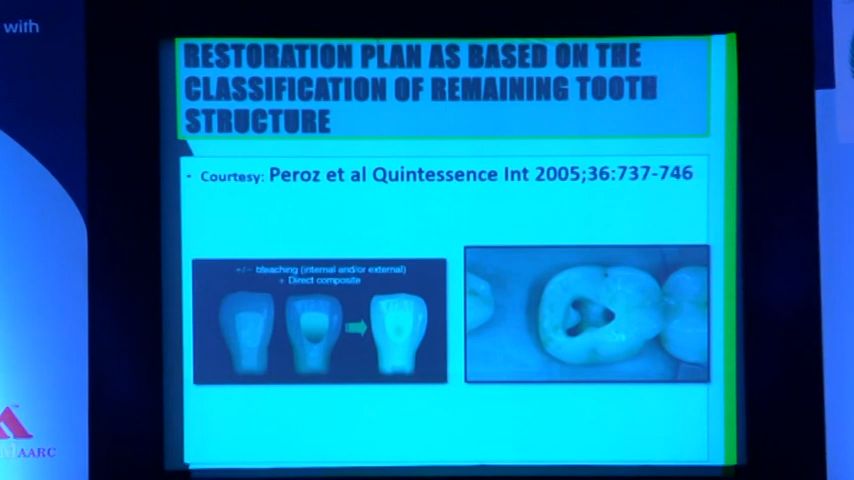 with
RESTORATION PLAN AS BASED ON THE
CLASSIFICATION OF REMAINING TOOTH
STRUCTURE
• Courtesy: Peroz et al Quintessence Int 2005;36:737-746
+/- bleaching (internal and/or external)
+ Direct composite